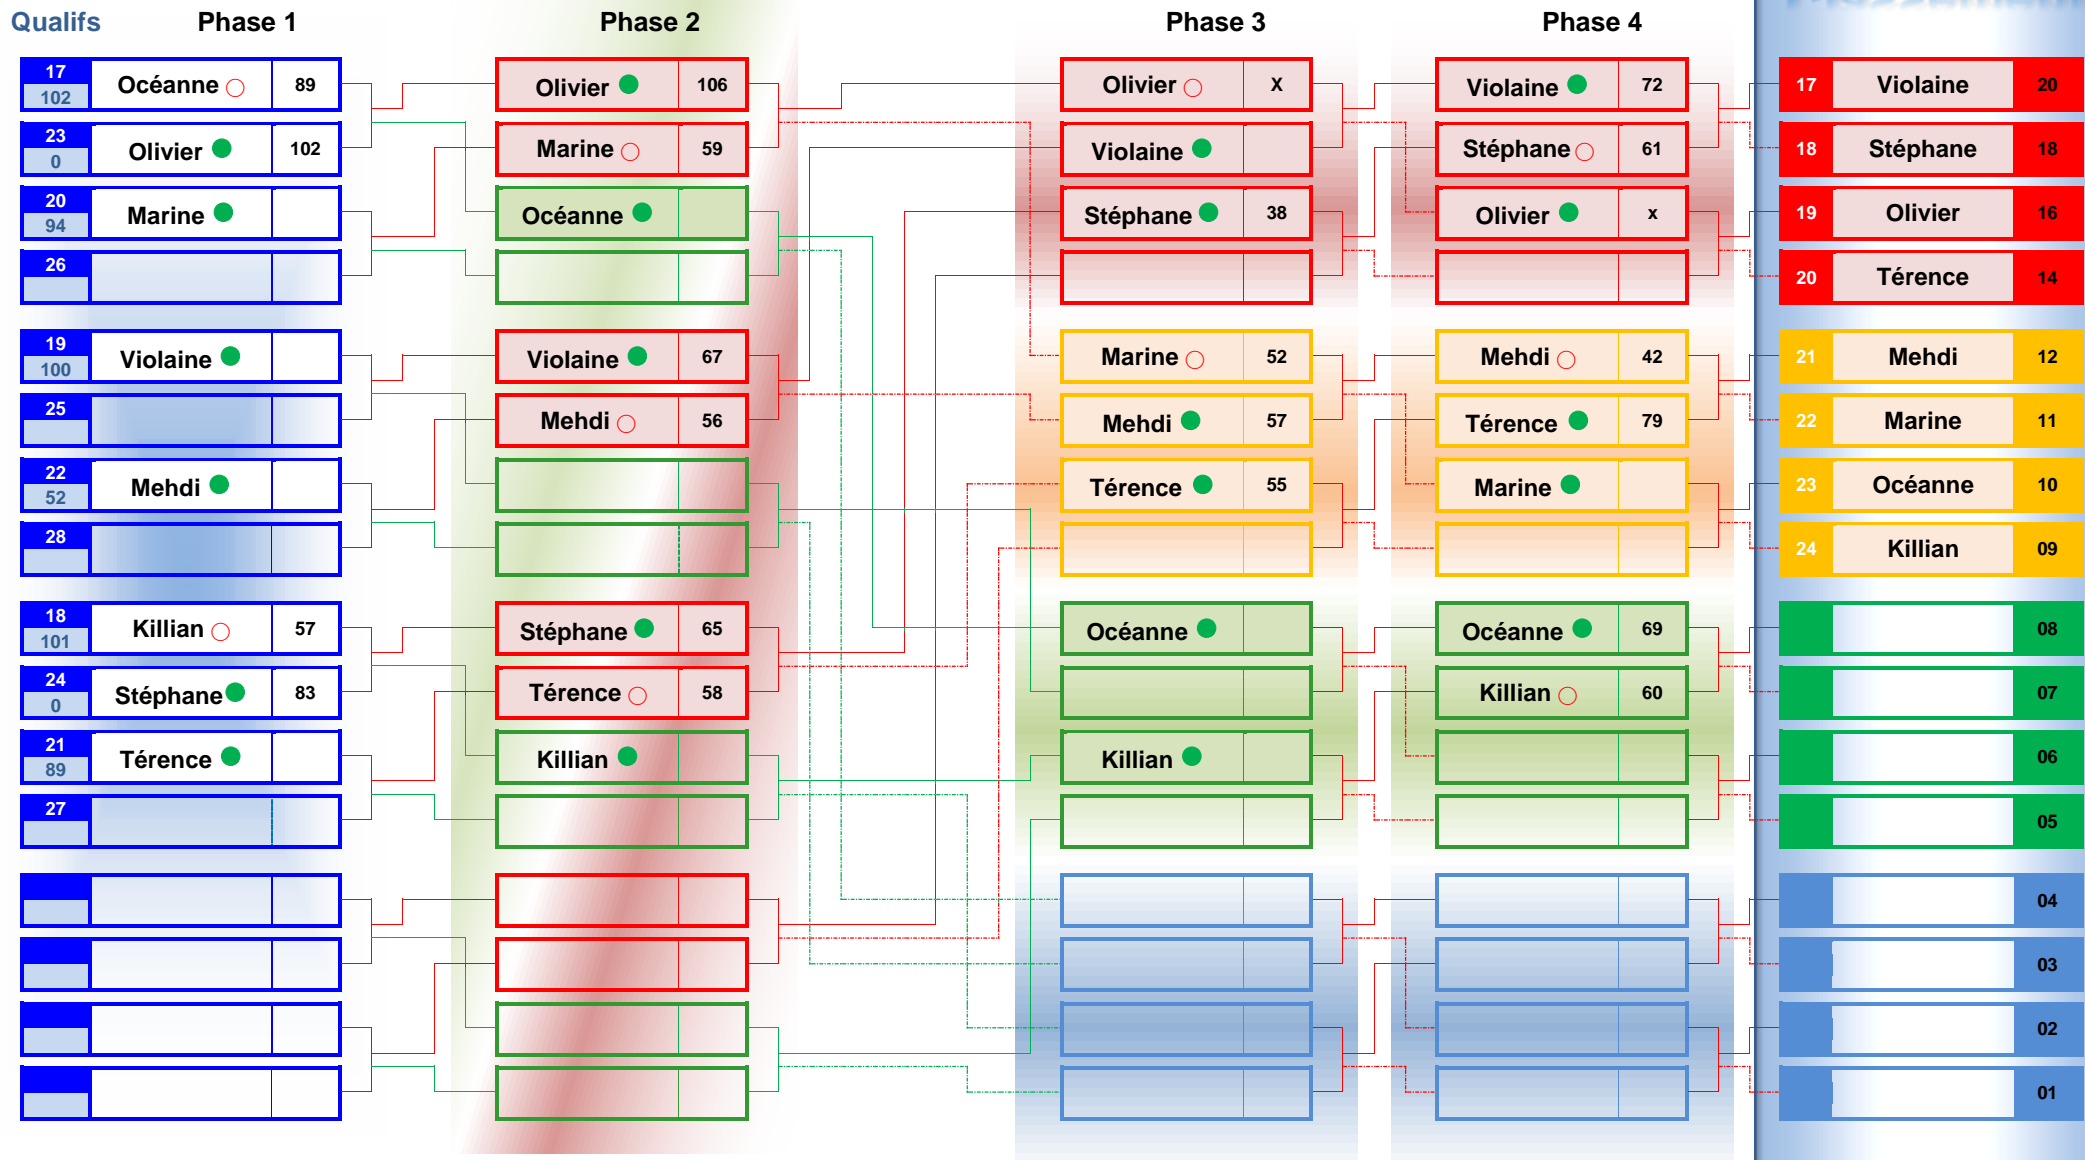 Qualifs Phase 1 Phase 2 Phase 3 Phase 4
17 102 Océanne 89 Olivier 106 Olivier X Violaine 72 17 Violaine 20
23 0 Olivier 102 Marine 59 Violaine Stéphane 61 18 Stéphane 18
20 94 Marine Océanne Stéphane 38 Olivier x 19 Olivier 16
26 20 Térence 14
19 100 Violaine Violaine 67 Marine 52 Mehdi 42 21 Mehdi 12
25 Mehdi 56 Mehdi 57 Térence 79 22 Marine 11
22 52 Mehdi Térence 55 Marine 23 Océanne 10
28 24 Killian 09
18 101 Killian 57 Stéphane 65 Océanne Océanne 69 08
24 0 Stéphane 83 Térence 58 Killian 60 07
21 89 Térence Killian Killian 06
27 05
04
03
02
01